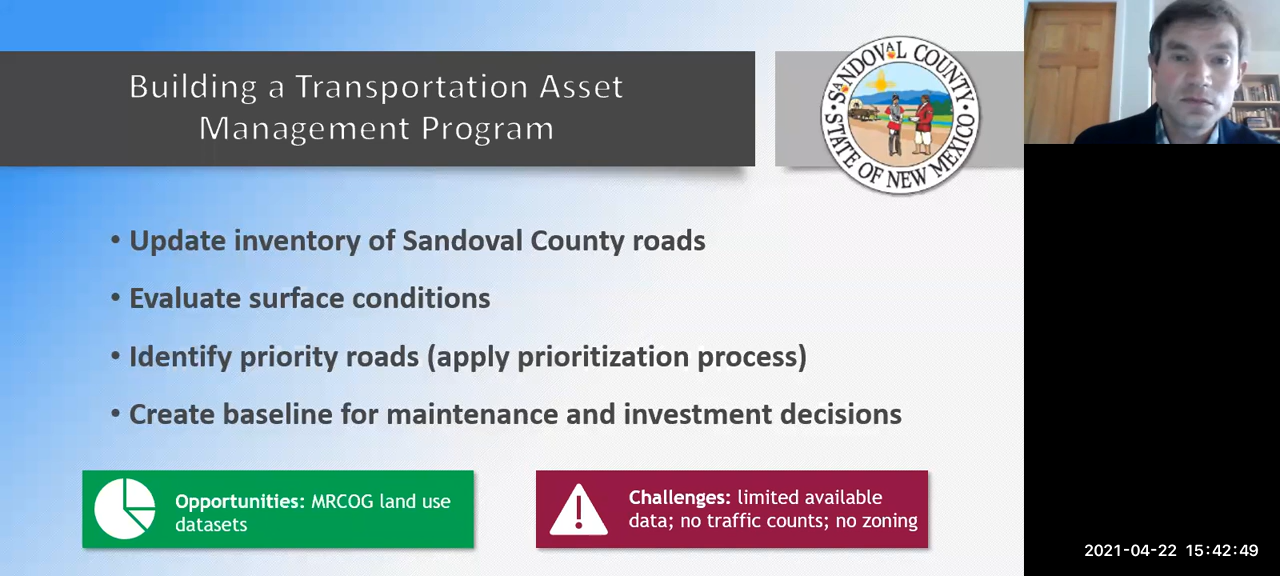 Building a Transportation Asset
Management Program
SANDOVAL COUNTY
STATE OF NEW MEXICO
• Update inventory of Sandoval County roads
• Evaluate surface conditions
• Identify priority roads (apply prioritization process)
• Create baseline for maintenance and investment decisions
Opportunities: MRCOG land use
datasets
Challenges: limited available
data; no traffic counts; no zoning
2021-04-22 15:42:49